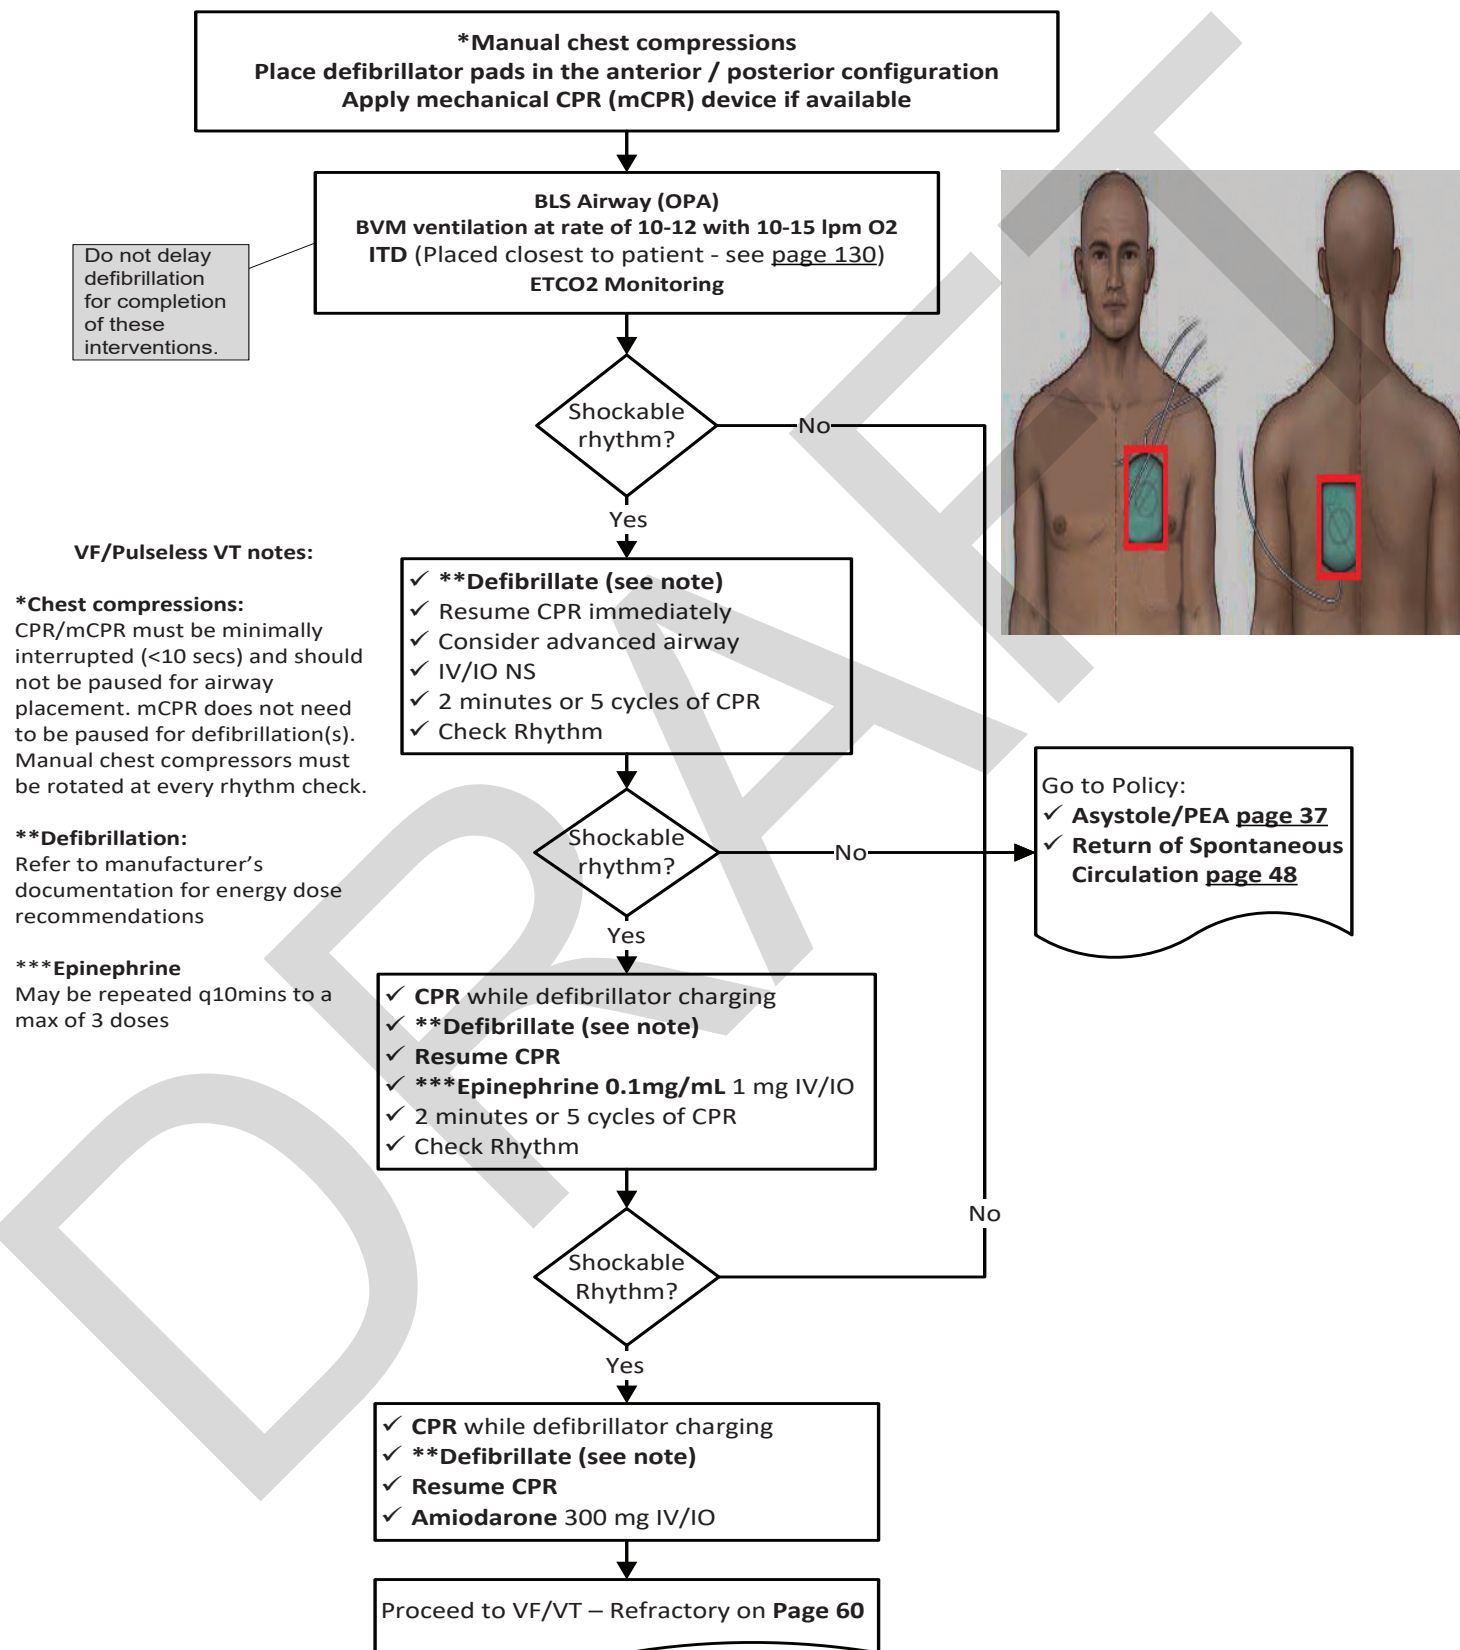 *Manual chest compressions
Place defibrillator pads in the anterior / posterior configuration
Apply mechanical CPR (mCPR) device if available
BLS Airway (OPA)
BVM ventilation at rate of 10-12 with 10-15 lpm O2
ITD (Placed closest to patient - see page 130)
ETCO2 Monitoring
Do not delay
defibrillation
for completion
of these
interventions.
Shockable
rhythm?
No
Yes
✓ **Defibrillate (see note)
✓ Resume CPR immediately
✓ Consider advanced airway
✓ IV/IO NS
✓ 2 minutes or 5 cycles of CPR
✓ Check Rhythm
VF/Pulseless VT notes:
*Chest compressions:
CPR/mCPR must be minimally
interrupted (<10 secs) and should
not be paused for airway
placement. mCPR does not need
to be paused for defibrillation(s).
Manual chest compressors must
be rotated at every rhythm check.
**Defibrillation:
Refer to manufacturer’s
documentation for energy dose
recommendations
***Epinephrine
May be repeated q10mins to a
max of 3 doses
Shockable
rhythm?
No
Go to Policy:
✓ Asystole/PEA page 37
✓ Return of Spontaneous
Circulation page 48
Yes
✓ CPR while defibrillator charging
✓ **Defibrillate (see note)
✓ Resume CPR
✓ ***Epinephrine 0.1mg/mL 1 mg IV/IO
✓ 2 minutes or 5 cycles of CPR
✓ Check Rhythm
No
Shockable
Rhythm?
Yes
✓ CPR while defibrillator charging
✓ **Defibrillate (see note)
✓ Resume CPR
✓ Amiodarone 300 mg IV/IO
Proceed to VF/VT – Refractory on Page 60
DRAFT